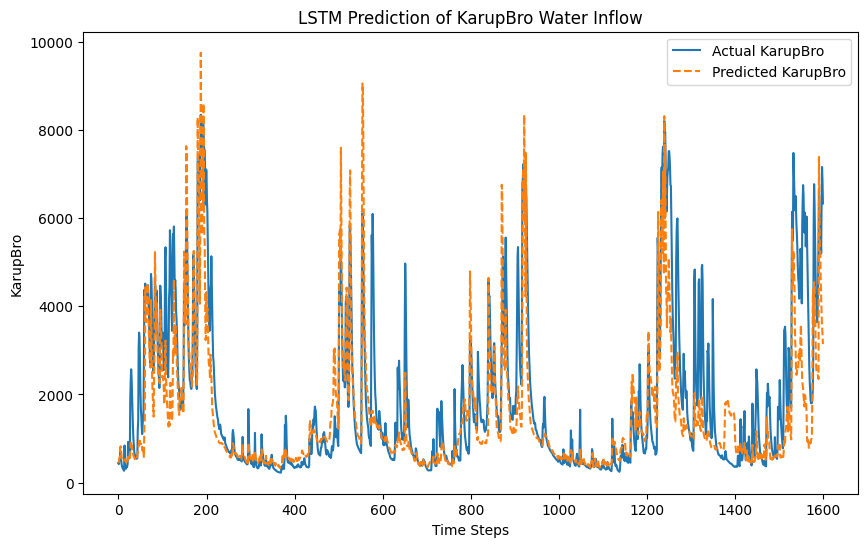 LSTM Prediction of KarupBro Water Inflow
Actual KarupBro
Predicted KarupBro
KarupBro
10000
8000
6000
4000
2000
0
0 200 400 600 800 1000 1200 1400 1600
Time Steps